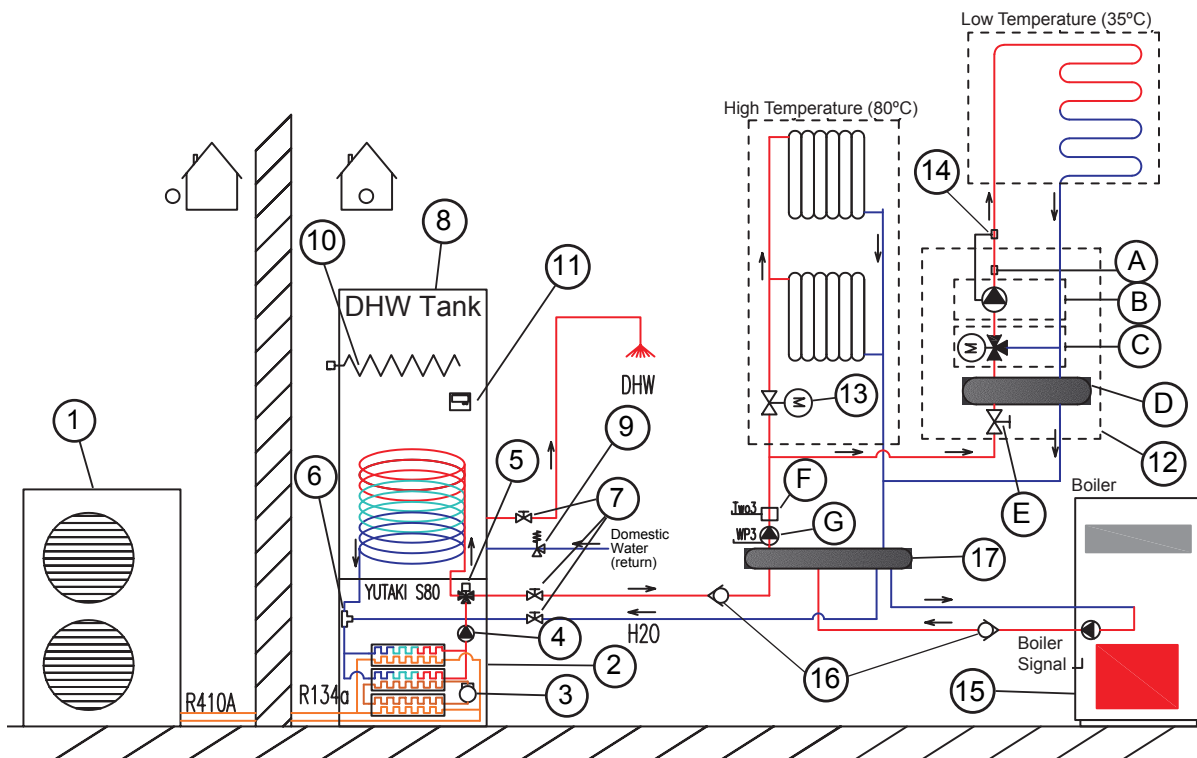 Low Temperature (35ºC)
High Temperature (80ºC)
14
8
10
11
A
B
DHW Tank
M
C
DHW
13
M
D
1
9
6
5
12
7
F
Boiler
Two3
E
G
WP3
Domestic
Water
(return)
17
YUTAKI S80
4
H20
Boiler
Signal
2
16
3
15
R410A
R134a